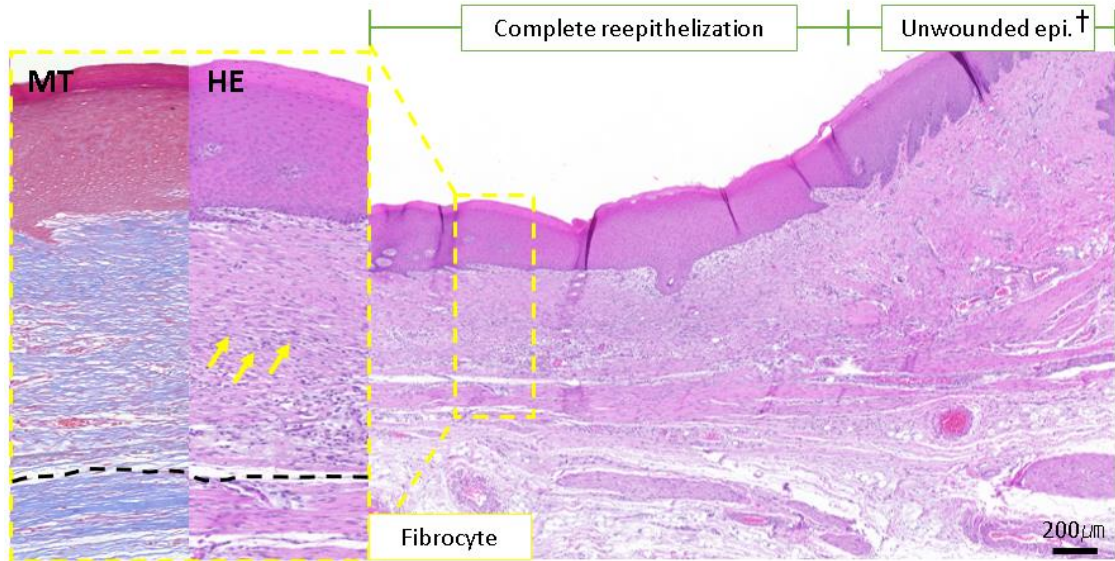 Complete reepithelization
Unwounded epi.†
MT
HE
Fibrocyte
200㎛